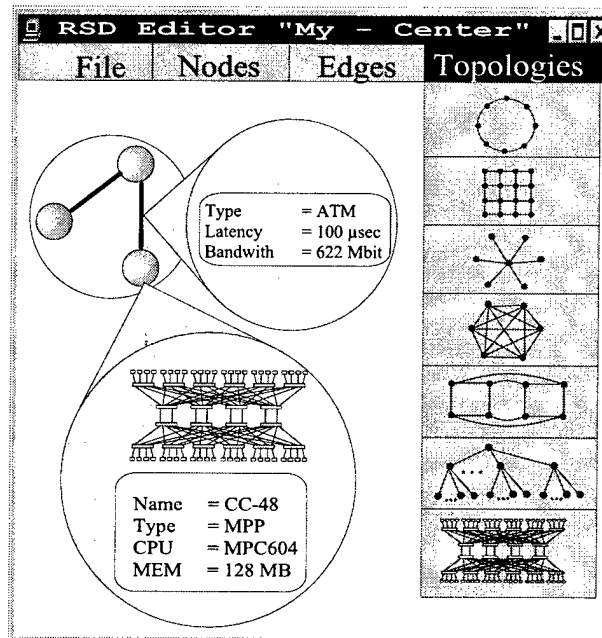 RSD Editor "My - Center"
File Nodes Edges Topologies
Type = ATM
Latency = 100 µsec
Bandwith = 622 Mbit
Name = CC-48
Type = MPP
CPU = MPC604
MEM = 128 MB